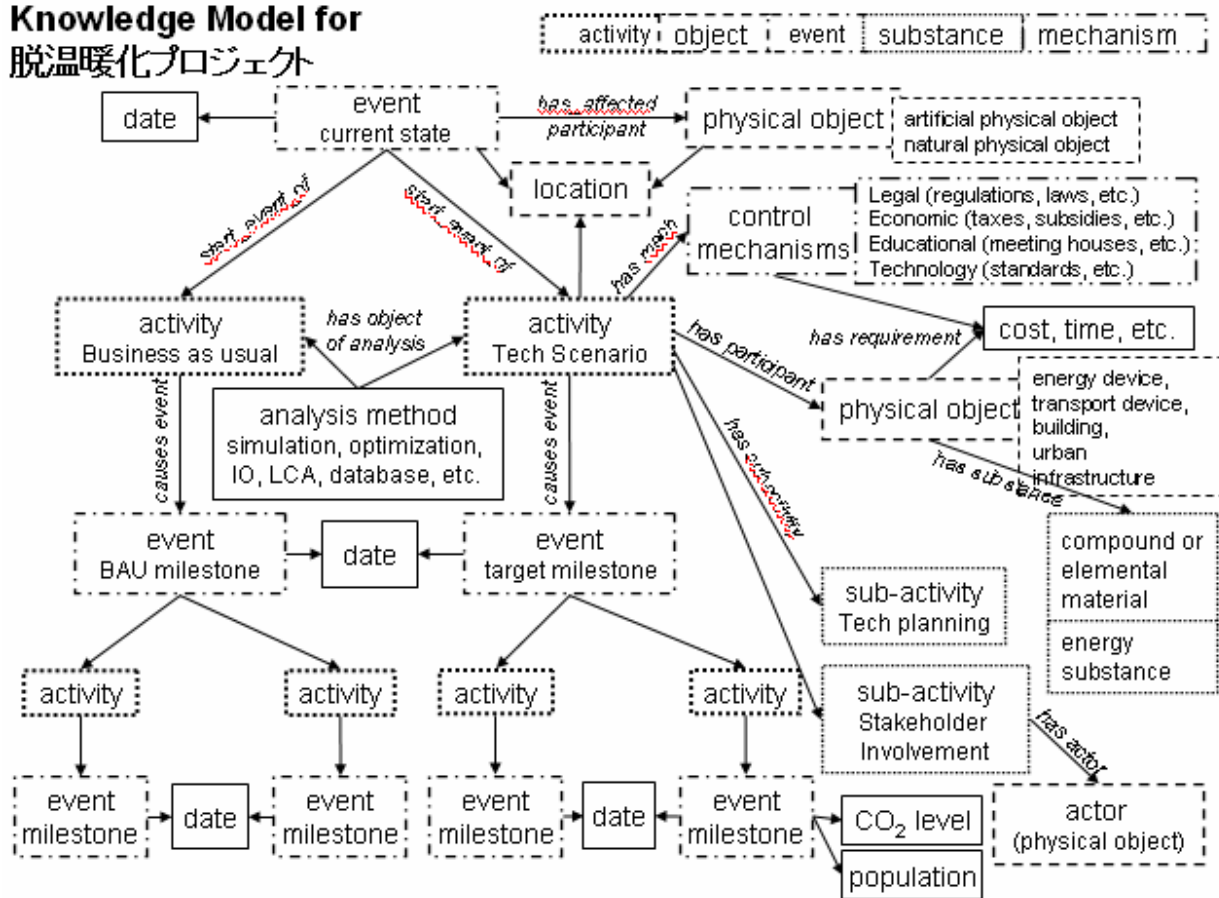 Knowledge Model for
脱温暖化プロジェクト
activity object event substance mechanism
date
event
current state
has_affected
participant
physical object
artificial physical object
natural physical object
location
start_event_of
start_event_of
has mech
control
mechanisms
Legal (regulations, laws, etc.)
Economic (taxes, subsidies, etc.)
Educational (meeting houses, etc.)
Technology (standards, etc.)
activity
Business as usual
has object
of analysis
activity
Tech Scenario
has participant
has requirement
cost, time, etc.
analysis method
simulation, optimization,
IO, LCA, database, etc.
causes event
causes event
physical object
energy device,
transport device,
building,
urban
infrastructure
has substance
has sub-activity
event
BAU milestone
date
event
target milestone
compound or
elemental
material
energy
substance
sub-activity
Tech planning
activity
activity
activity
activity
sub-activity
Stakeholder
Involvement
has actor
event
milestone
date
event
milestone
event
milestone
date
event
milestone
CO₂ level
population
actor
(physical object)